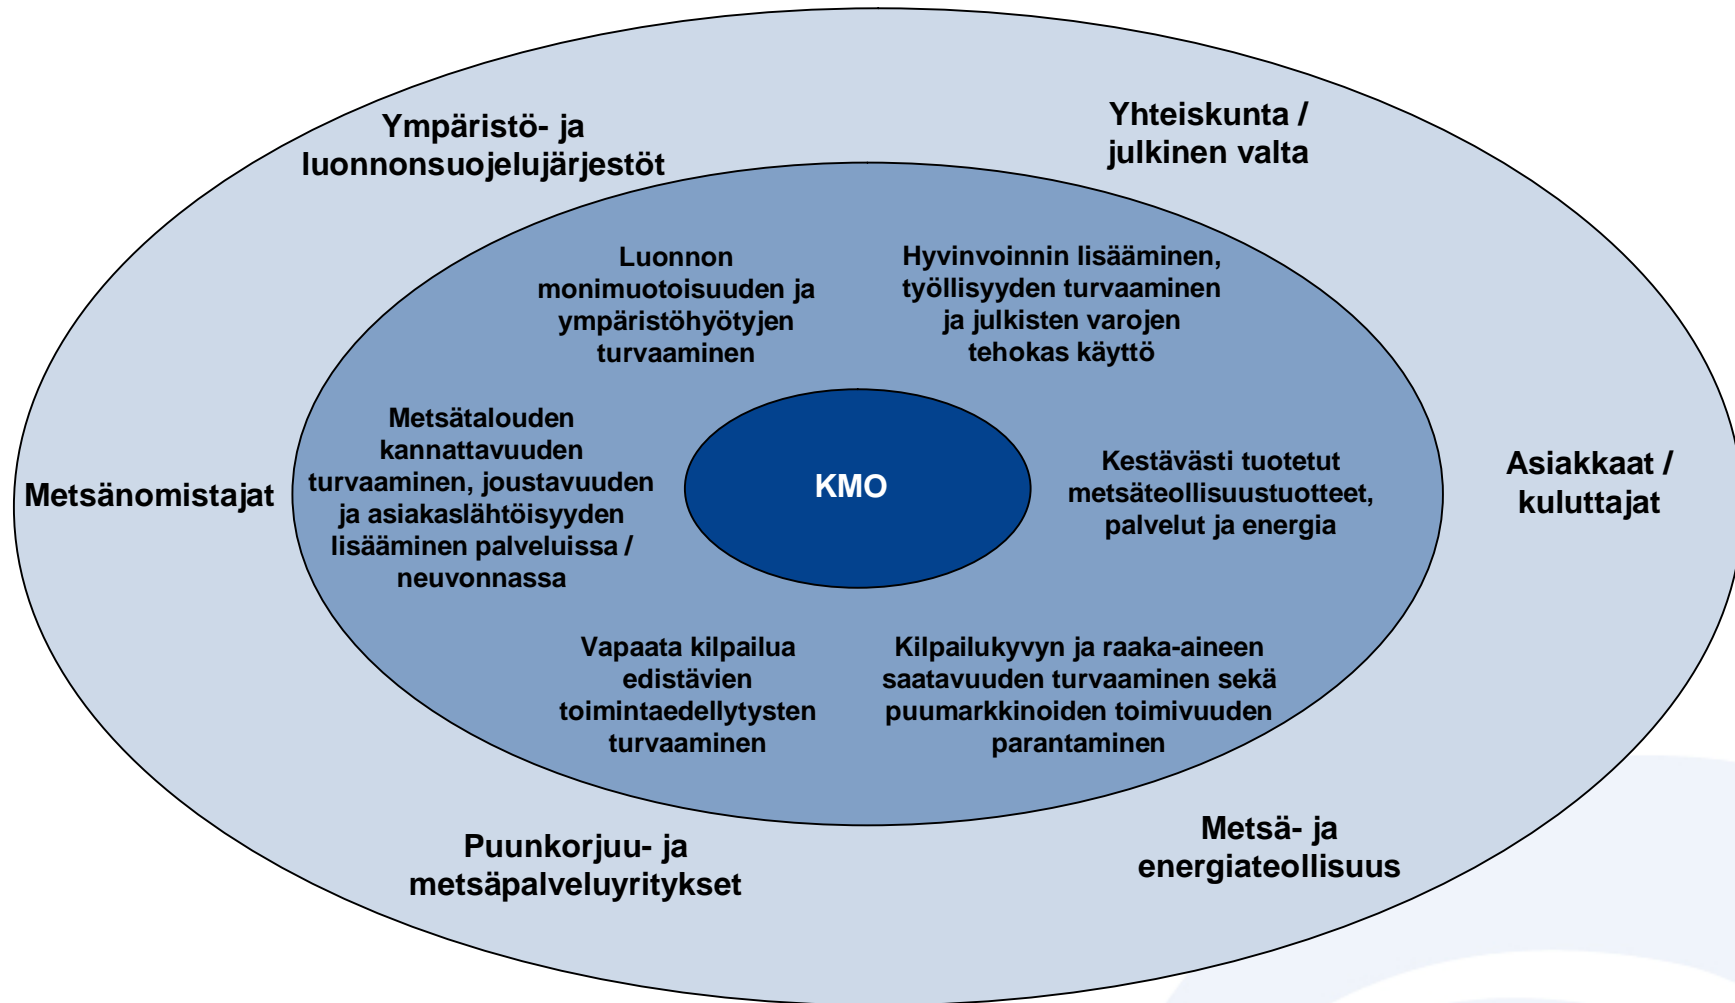 Ympäristö- ja
luonnonsuojelujärjestöt
Yhteiskunta /
julkinen valta
Luonnon
monimuotoisuuden ja
ympäristöhyötyjen
turvaaminen
Hyvinvoinnin lisääminen,
työllisyyden turvaaminen
ja julkisten varojen
tehokas käyttö
Metsänomistajat
Metsätalouden
kannattavuuden
turvaaminen, joustavuuden
ja asiakaslähtöisyyden
lisääminen palveluissa /
neuvonnassa
KMO
Kestävästi tuotetut
metsäteollisuustuotteet,
palvelut ja energia
Asiakkaat /
kuluttajat
Vapaata kilpailua
edistävien
toimintaedellytysten
turvaaminen
Kilpailukyvyn ja raaka-aineen
saatavuuden turvaaminen sekä
puumarkkinoiden toimivuuden
parantaminen
Puunkorjuu- ja
metsäpalveluyritykset
Metsä- ja
energiateollisuus